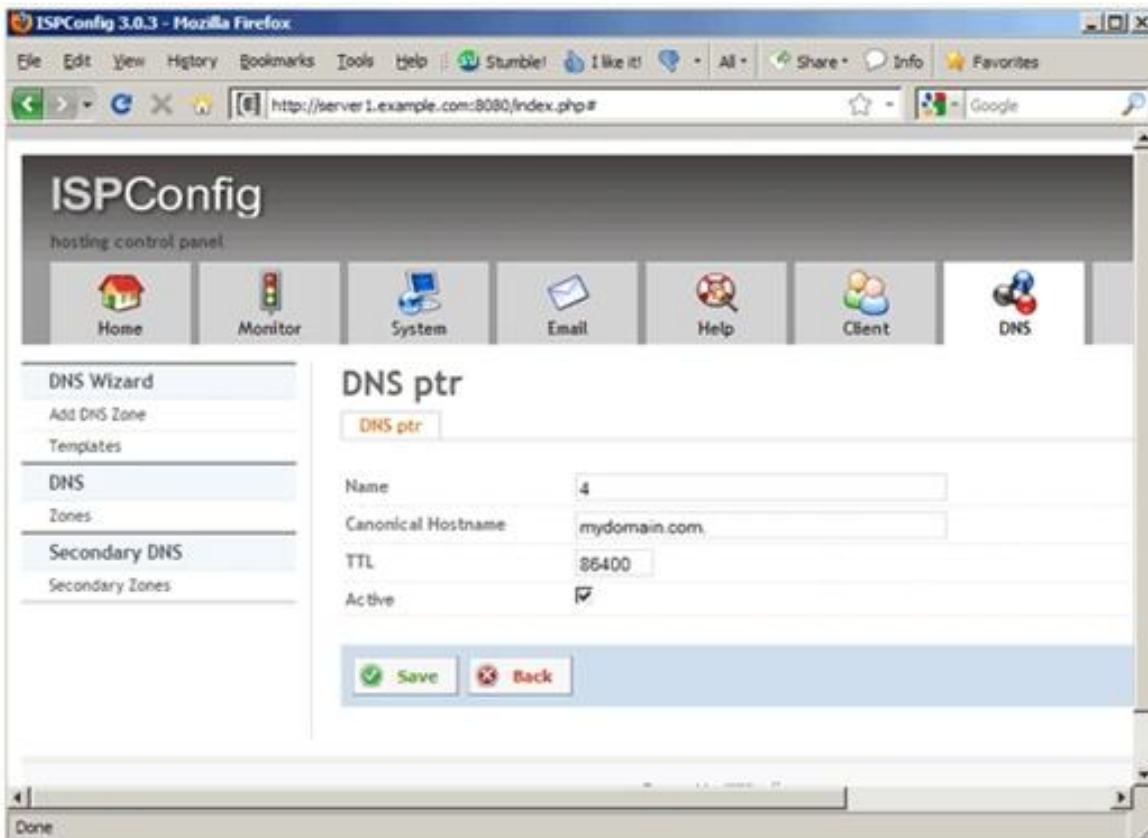 ISPConfig 3.0.3 - Mozilla Firefox
File Edit View History Bookmarks Tools Help Stumble! I like it! All Share Info Favorites
http://server1.example.com:8080/index.php#
Google
ISPConfig
hosting control panel
Home Monitor System Email Help Client DNS
DNS Wizard
Add DNS Zone
Templates
DNS
Zones
Secondary DNS
Secondary Zones
DNS ptr
DNS ptr
Name 4
Canonical Hostname mydomain.com.
TTL 86400
Active
Save Back
Done